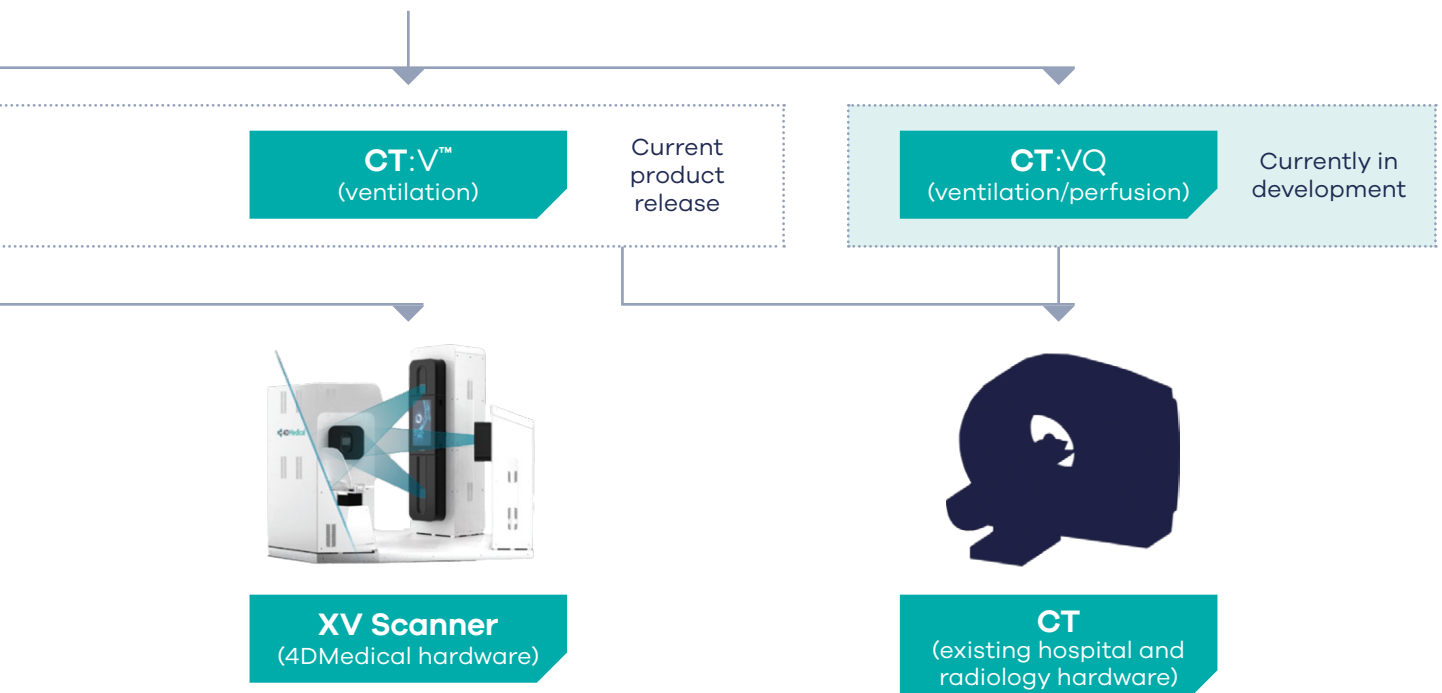 CT:V™
(ventilation)
Current
product
release
CT:VQ
(ventilation/perfusion)
Currently in
development
4DMedical
XV Scanner
(4DMedical hardware)
CT
(existing hospital and
radiology hardware)